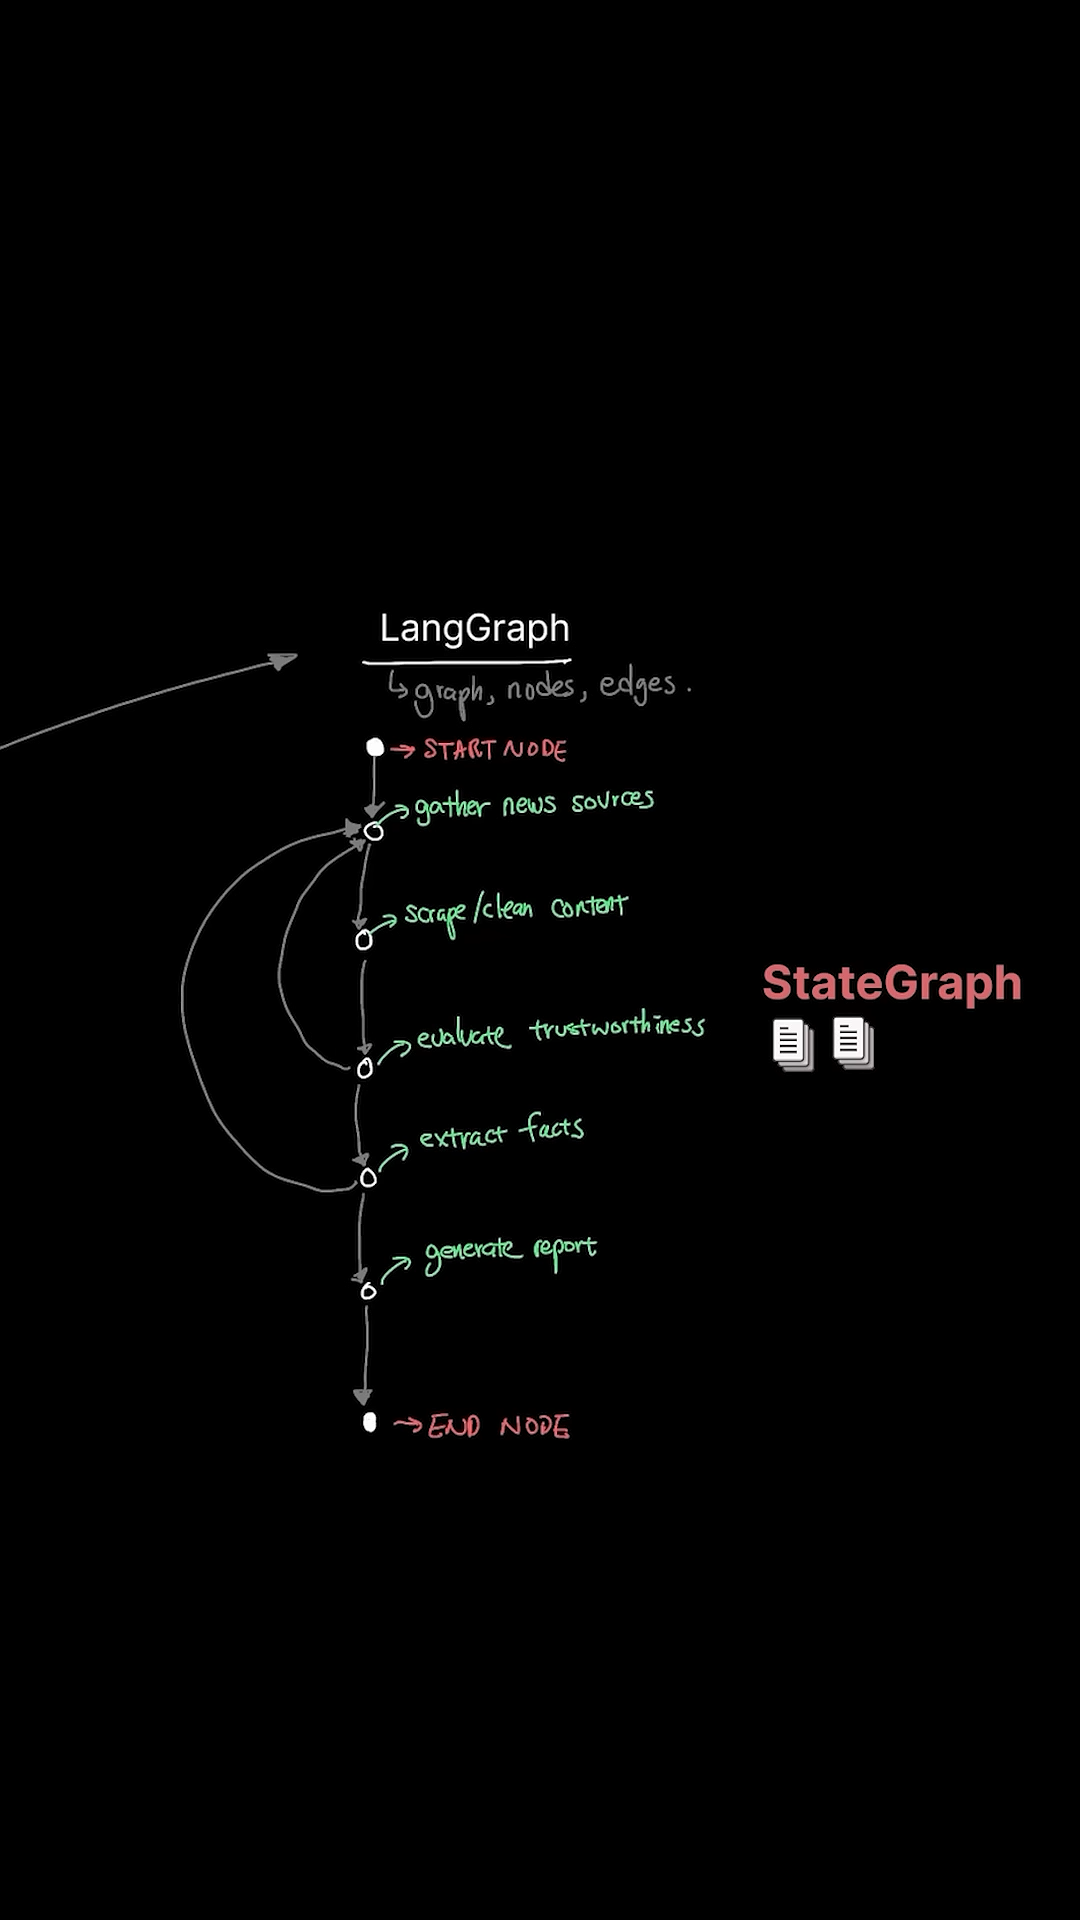 LangGraph
graph, nodes, edges.
START NODE
gather news sources
scrape/clean content
StateGraph
evaluate trustworthiness
extract facts
generate report
END NODE